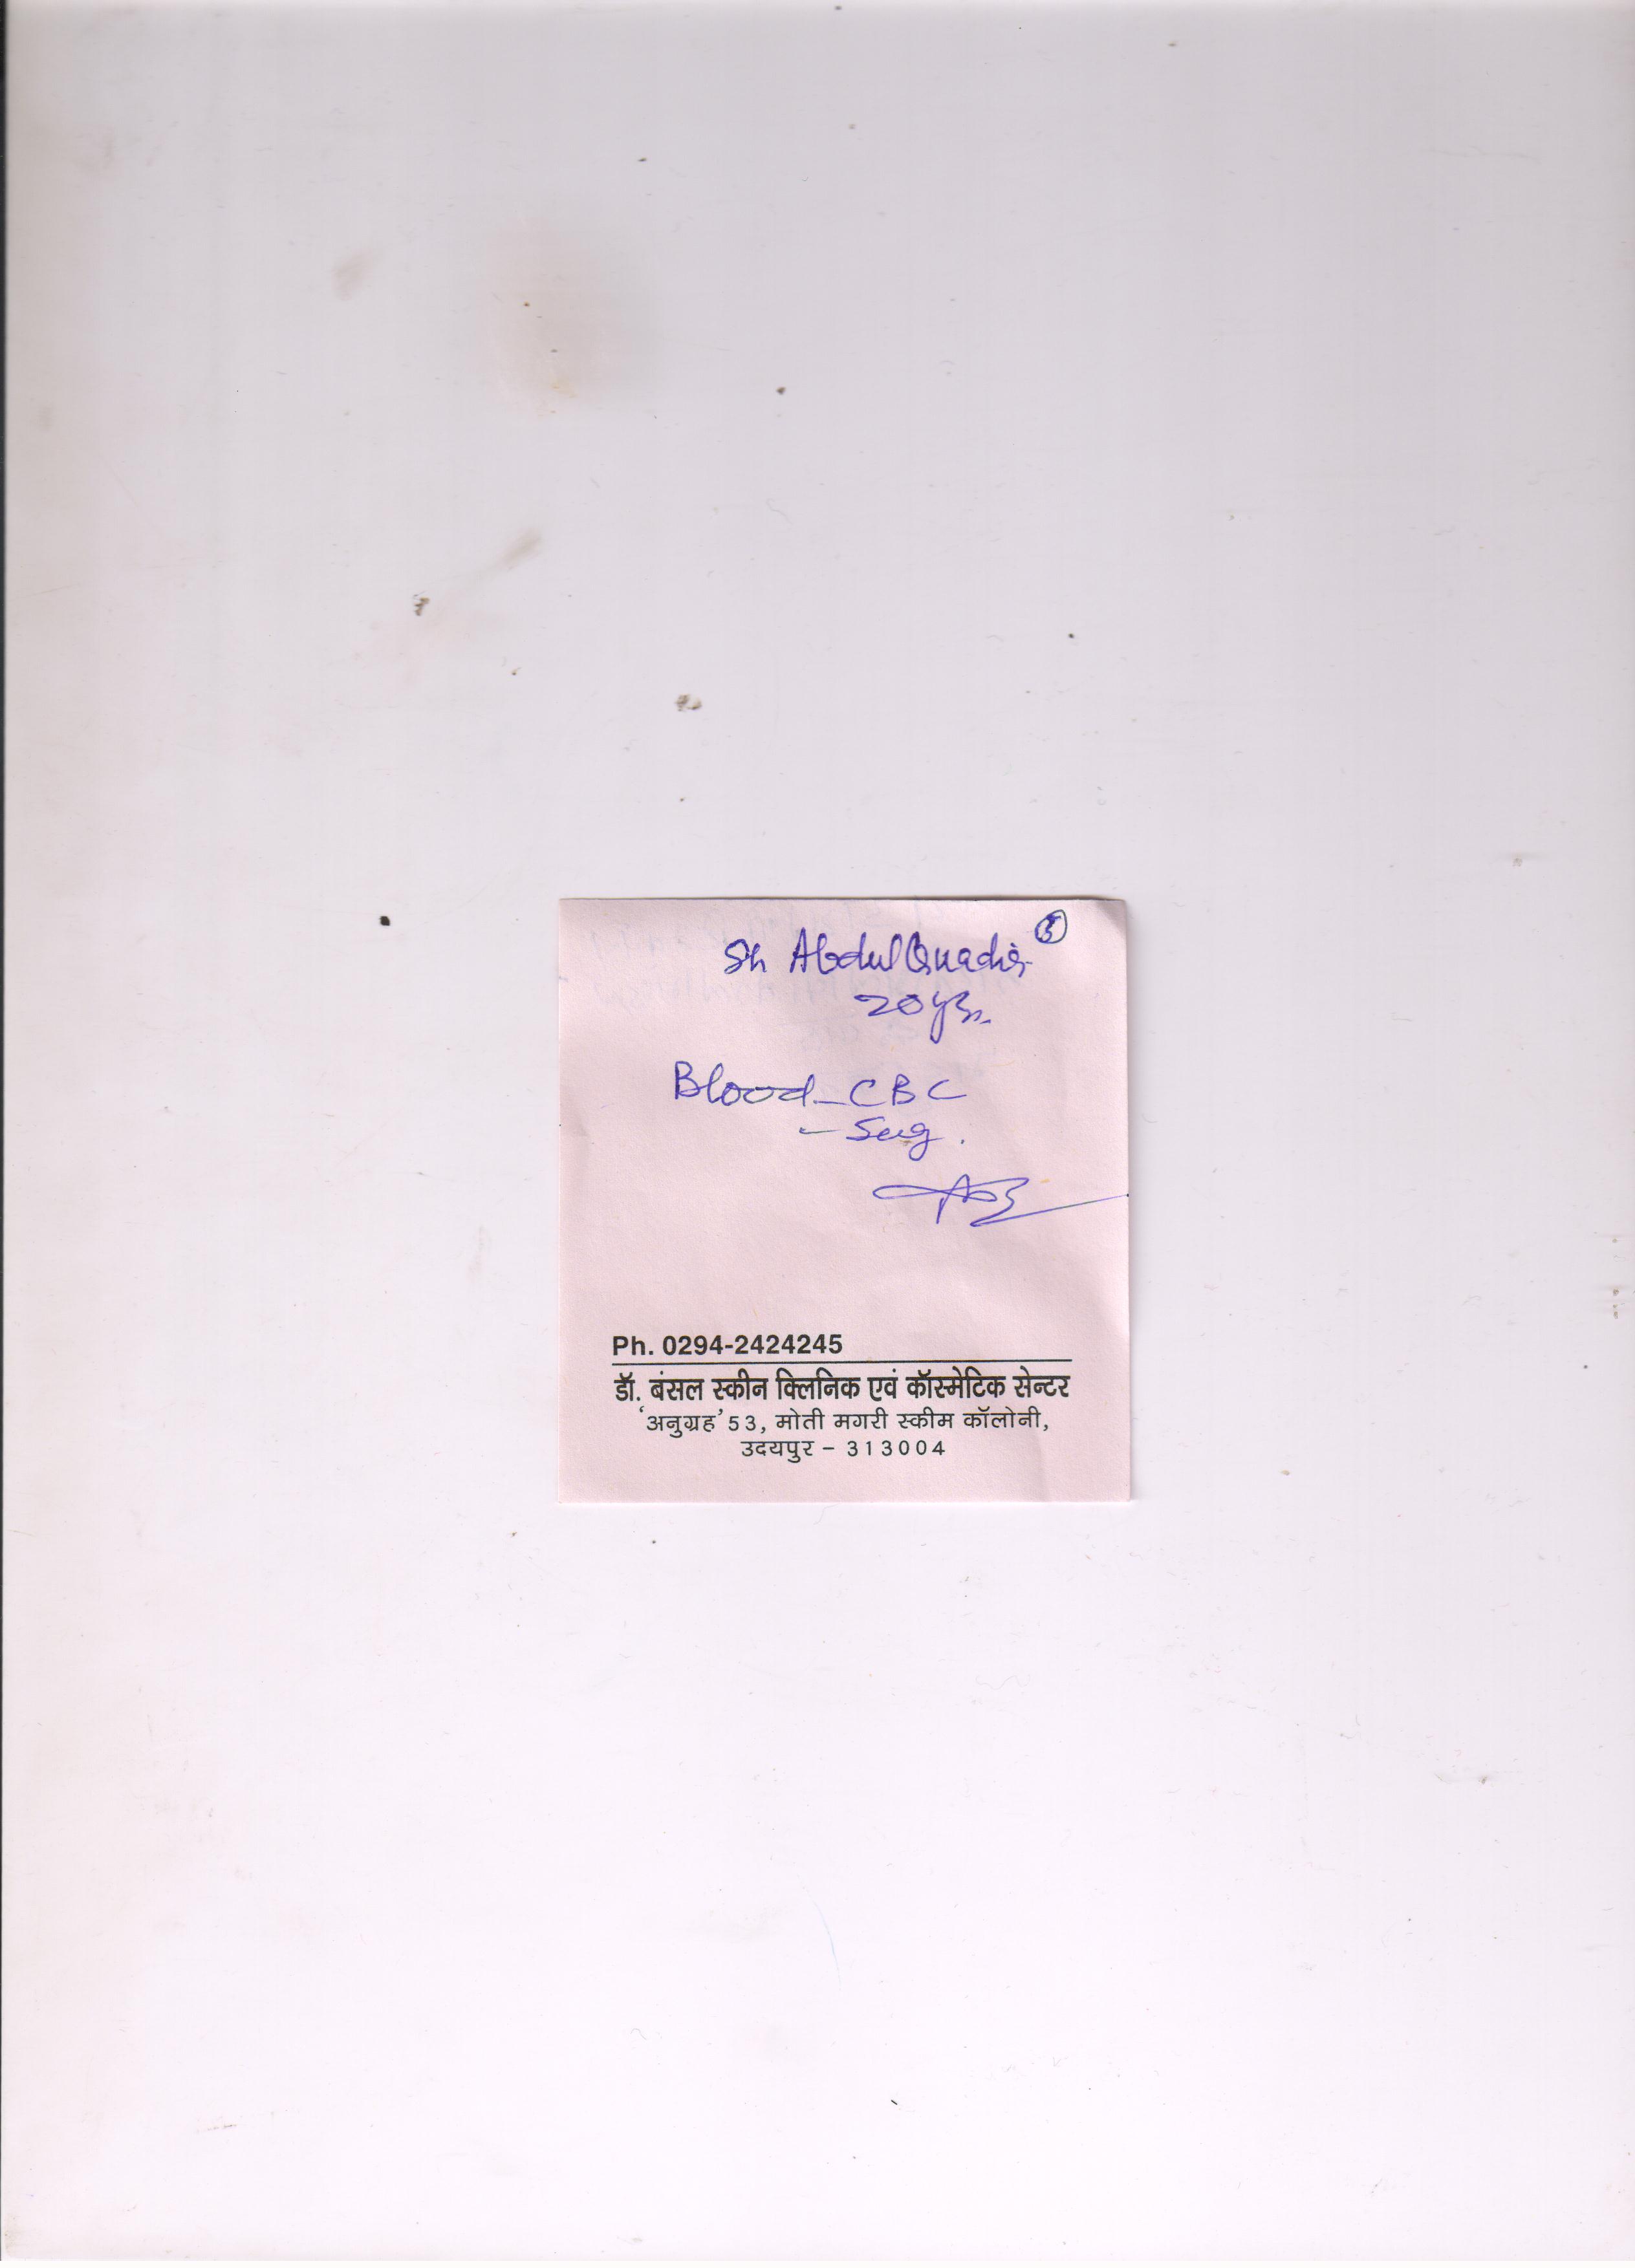 5
Sh Abdul Quadir
20 yrs.
Blood - CBC
- Sug.
Ph. 0294-2424245
डॅा. बंसल स्कीन क्लिनिक एवं कॉस्मेटिक सेन्टर
‘अनुग्रह’ 53, मोती मगरी स्कीम कॉलोनी,
उदयपुर - 313004